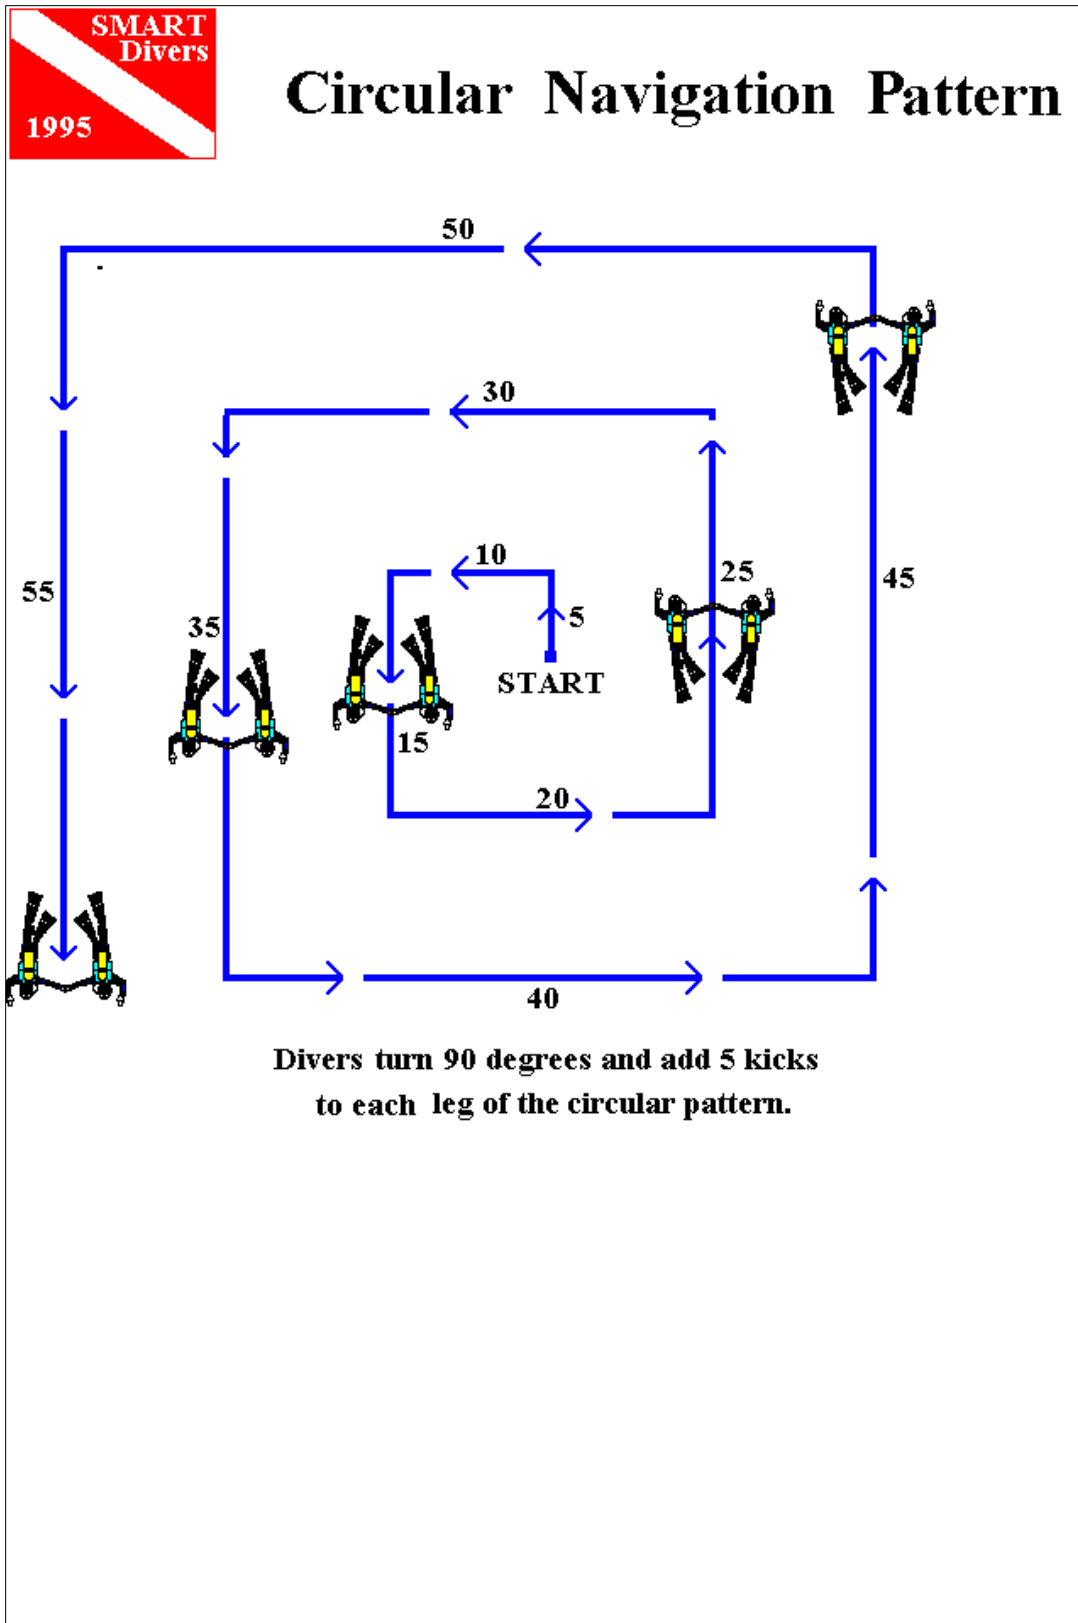 SMART
Divers
1995
Circular Navigation Pattern
50
30
10
5
25
45
55
35
START
15
20
40
Divers turn 90 degrees and add 5 kicks
to each leg of the circular pattern.